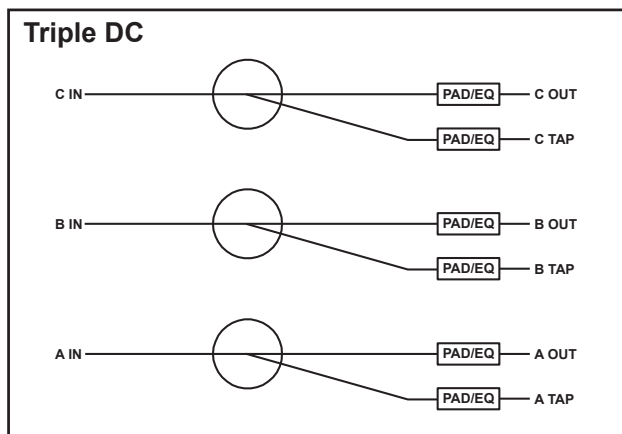 Triple DC
C IN PAD/EQ C OUT
PAD/EQ C TAP
B IN PAD/EQ B OUT
PAD/EQ B TAP
A IN PAD/EQ A OUT
PAD/EQ A TAP